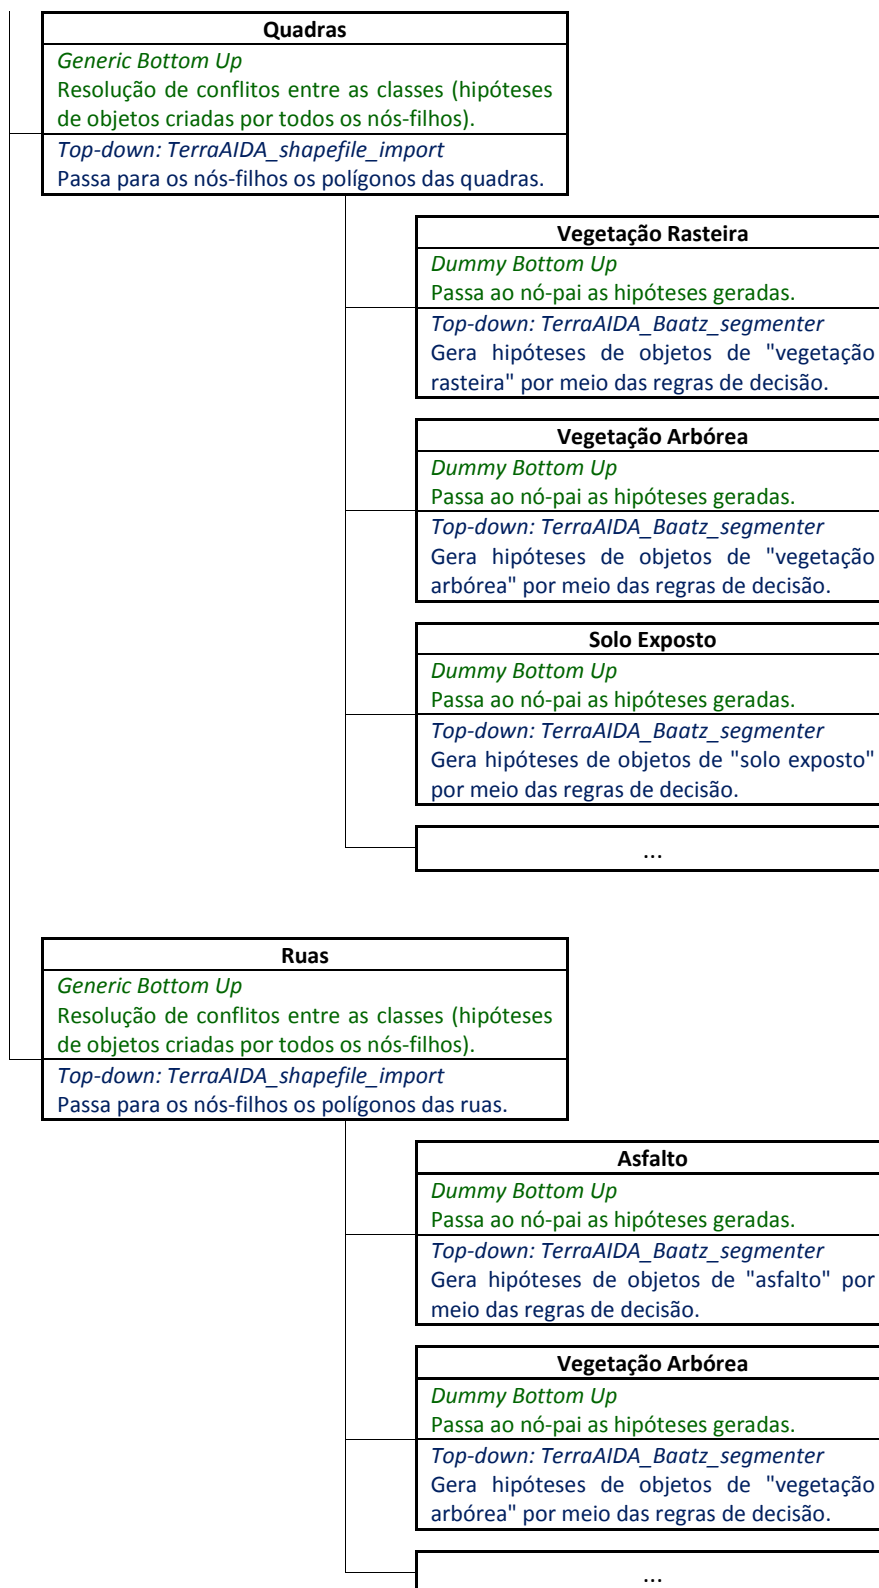 Quadras
Generic Bottom Up
Resolução de conflitos entre as classes (hipóteses
de objetos criadas por todos os nós-filhos).
Top-down: TerraAIDA_shapefile_import
Passa para os nós-filhos os polígonos das quadras.
Vegetação Rasteira
Dummy Bottom Up
Passa ao nó-pai as hipóteses geradas.
Top-down: TerraAIDA_Baatz_segmenter
Gera hipóteses de objetos de "vegetação
rasteira" por meio das regras de decisão.
Vegetação Arbórea
Dummy Bottom Up
Passa ao nó-pai as hipóteses geradas.
Top-down: TerraAIDA_Baatz_segmenter
Gera hipóteses de objetos de "vegetação
arbórea" por meio das regras de decisão.
Solo Exposto
Dummy Bottom Up
Passa ao nó-pai as hipóteses geradas.
Top-down: TerraAIDA_Baatz_segmenter
Gera hipóteses de objetos de "solo exposto"
por meio das regras de decisão.
...
Ruas
Generic Bottom Up
Resolução de conflitos entre as classes (hipóteses
de objetos criadas por todos os nós-filhos).
Top-down: TerraAIDA_shapefile_import
Passa para os nós-filhos os polígonos das ruas.
Asfalto
Dummy Bottom Up
Passa ao nó-pai as hipóteses geradas.
Top-down: TerraAIDA_Baatz_segmenter
Gera hipóteses de objetos de "asfalto" por
meio das regras de decisão.
Vegetação Arbórea
Dummy Bottom Up
Passa ao nó-pai as hipóteses geradas.
Top-down: TerraAIDA_Baatz_segmenter
Gera hipóteses de objetos de "vegetação
arbórea" por meio das regras de decisão.
...